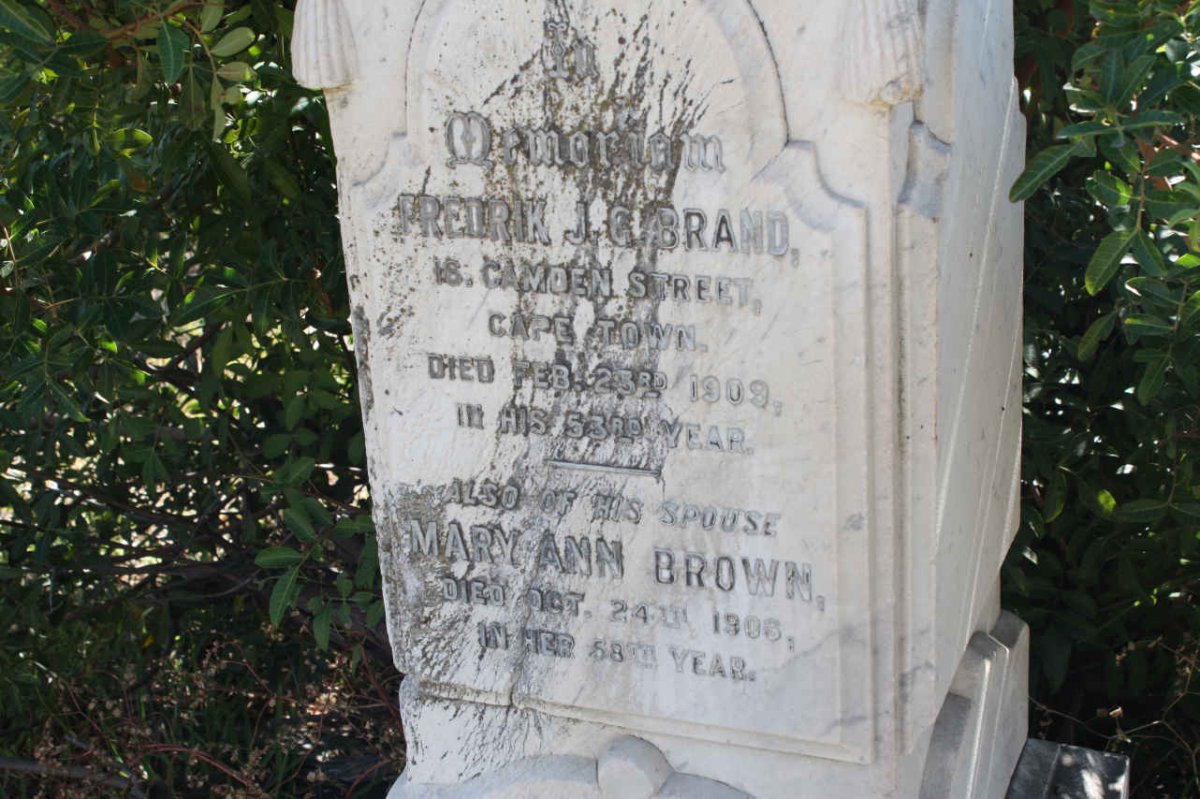 In
Memoriam
FREDRIK J. G. BRAND,
16. CAMDEN STREET,
CAPE TOWN.
DIED FEB. 23RD 1909,
IN HIS 53RD YEAR.
ALSO OF HIS SPOUSE
MARY ANN BROWN,
DIED OCT. 24TH 1906,
IN HER 58TH YEAR.